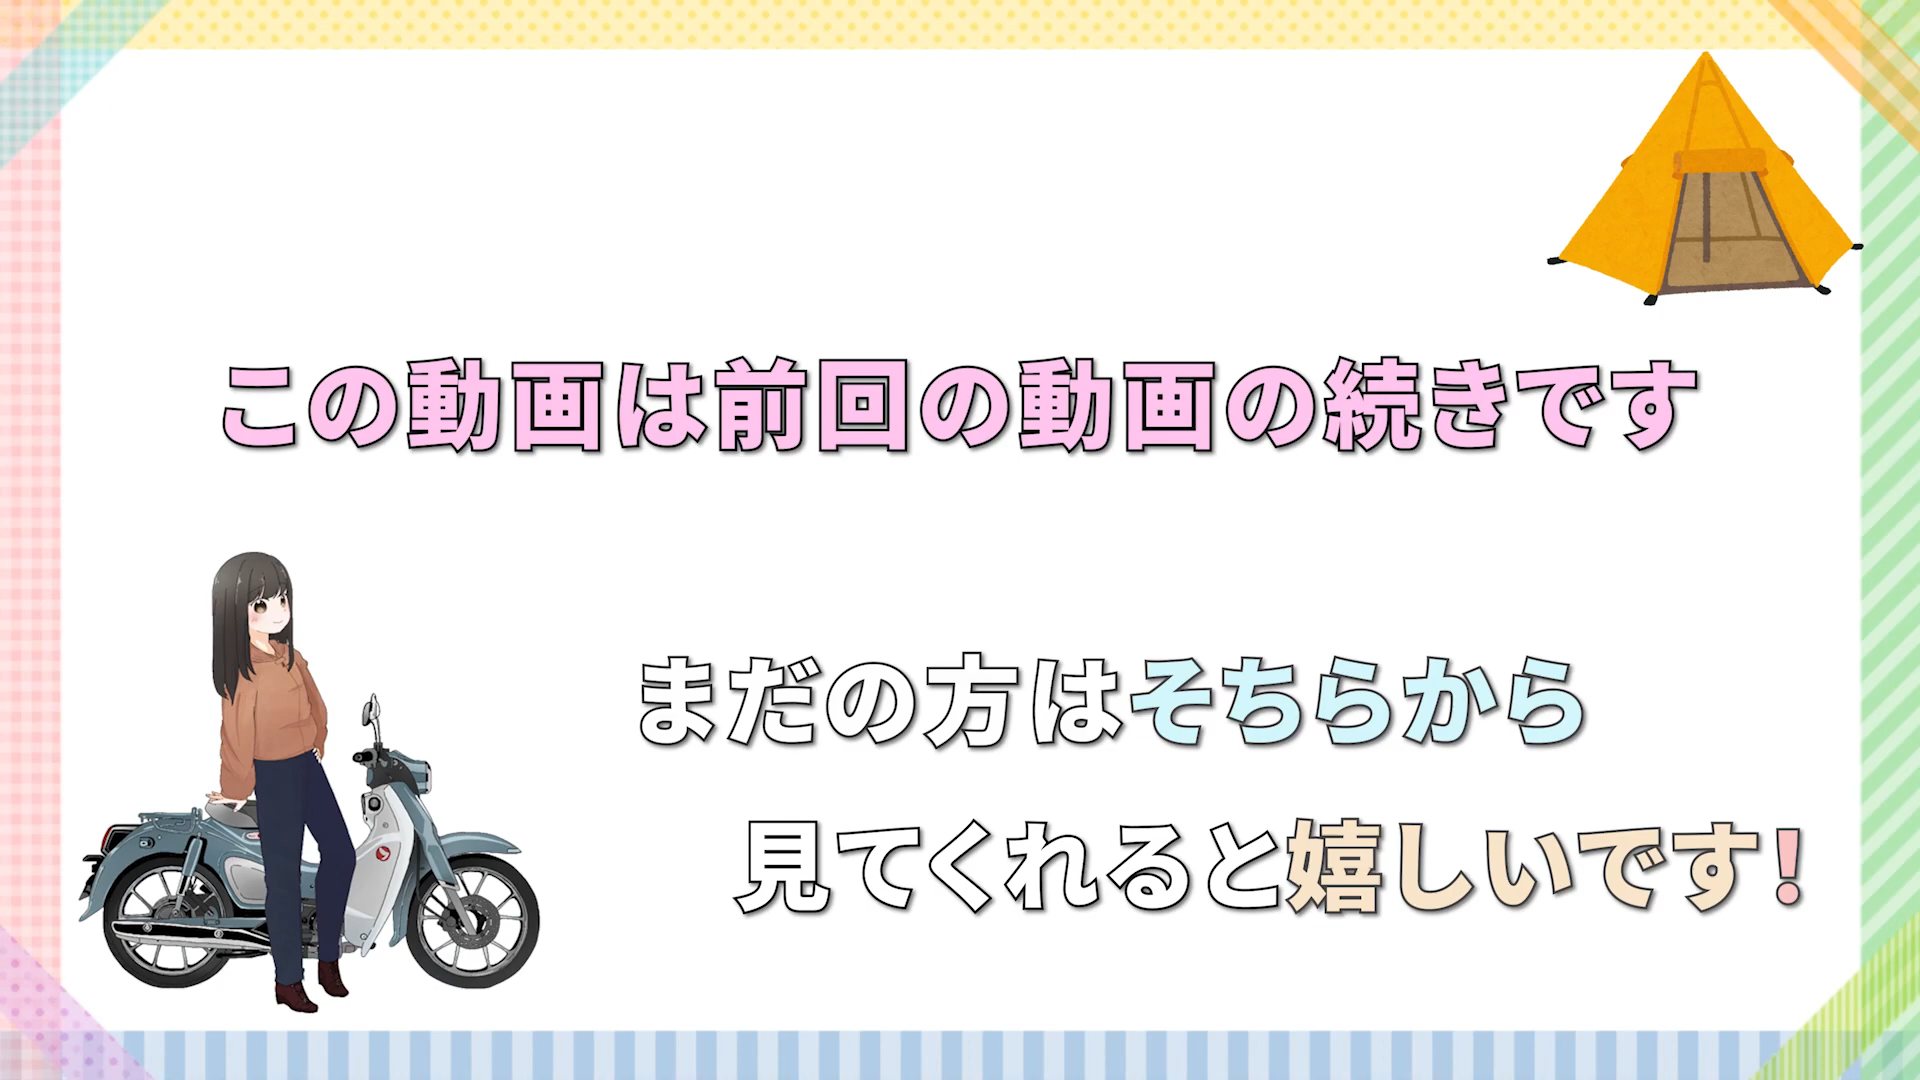 この動画は前回の動画の続きです
まだの方はそちらから
見てくれると嬉しいです!